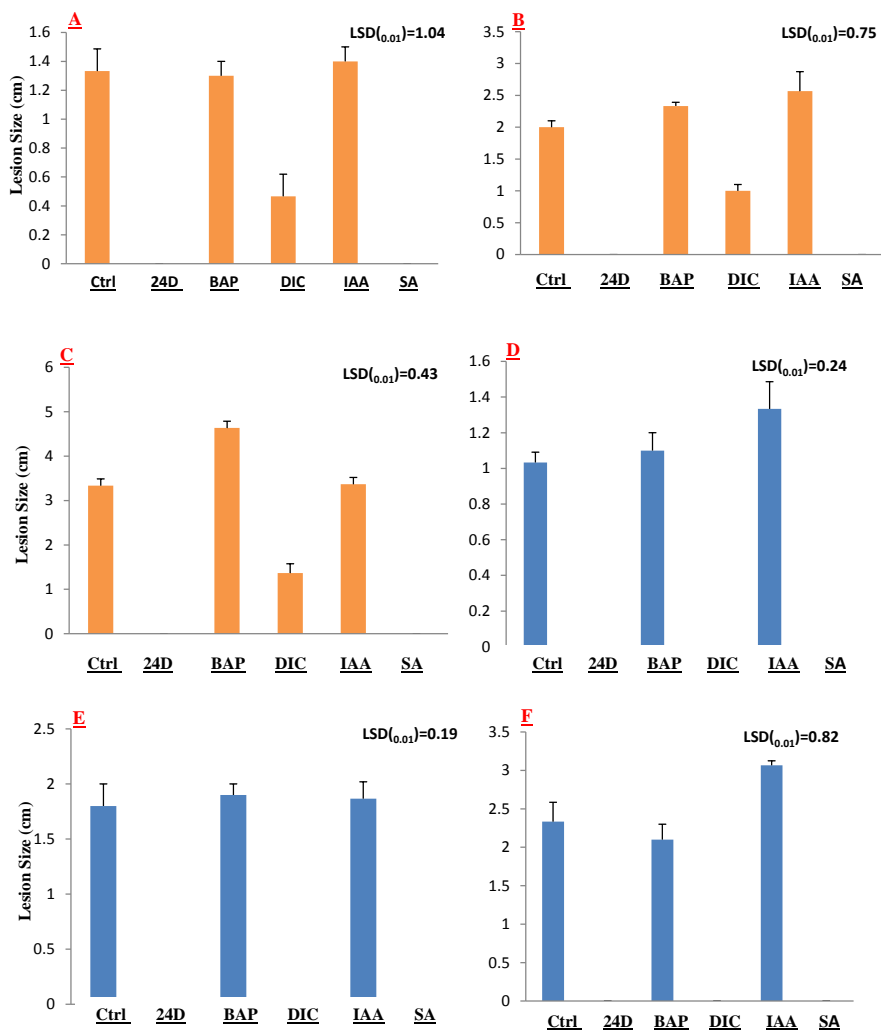 A
LSD(0.01)=1.04
Lesion Size (cm)
1.6
1.4
1.2
1
0.8
0.6
0.4
0.2
0
Ctrl 24D BAP DIC IAA SA
B
LSD(0.01)=0.75
3.5
3
2.5
2
1.5
1
0.5
0
Ctrl 24D BAP DIC IAA SA
C
LSD(0.01)=0.43
Lesion Size (cm)
6
5
4
3
2
1
0
Ctrl 24D BAP DIC IAA SA
D
LSD(0.01)=0.24
1.6
1.4
1.2
1
0.8
0.6
0.4
0.2
0
Ctrl 24D BAP DIC IAA SA
E
LSD(0.01)=0.19
Lesion Size (cm)
2.5
2
1.5
1
0.5
0
Ctrl 24D BAP DIC IAA SA
F
LSD(0.01)=0.82
3.5
3
2.5
2
1.5
1
0.5
0
Ctrl 24D BAP DIC IAA SA